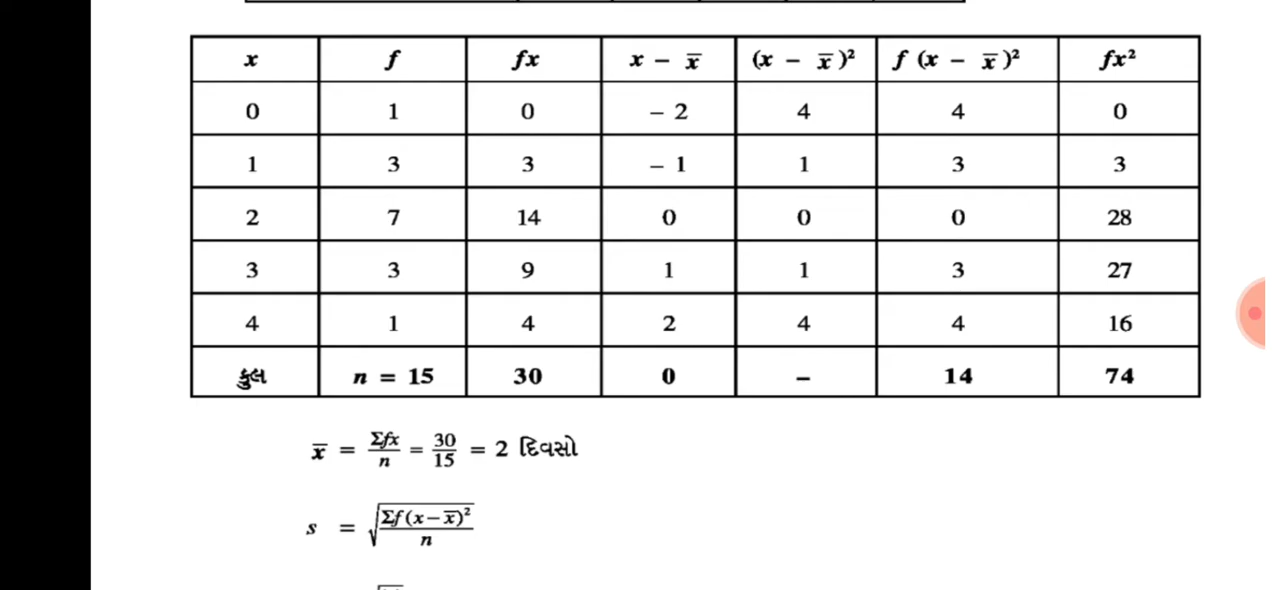 x f fx x − x̅ (x − x̅)² f (x − x̅)² fx²
0 1 0 − 2 4 4 0
1 3 3 − 1 1 3 3
2 7 14 0 0 0 28
3 3 9 1 1 3 27
4 1 4 2 4 4 16
કુલ n = 15 30 0 – 14 74
x̅ = Σfx/n = 30/15 = 2 દિવસો
s = √(Σf(x−x̅)²/n)